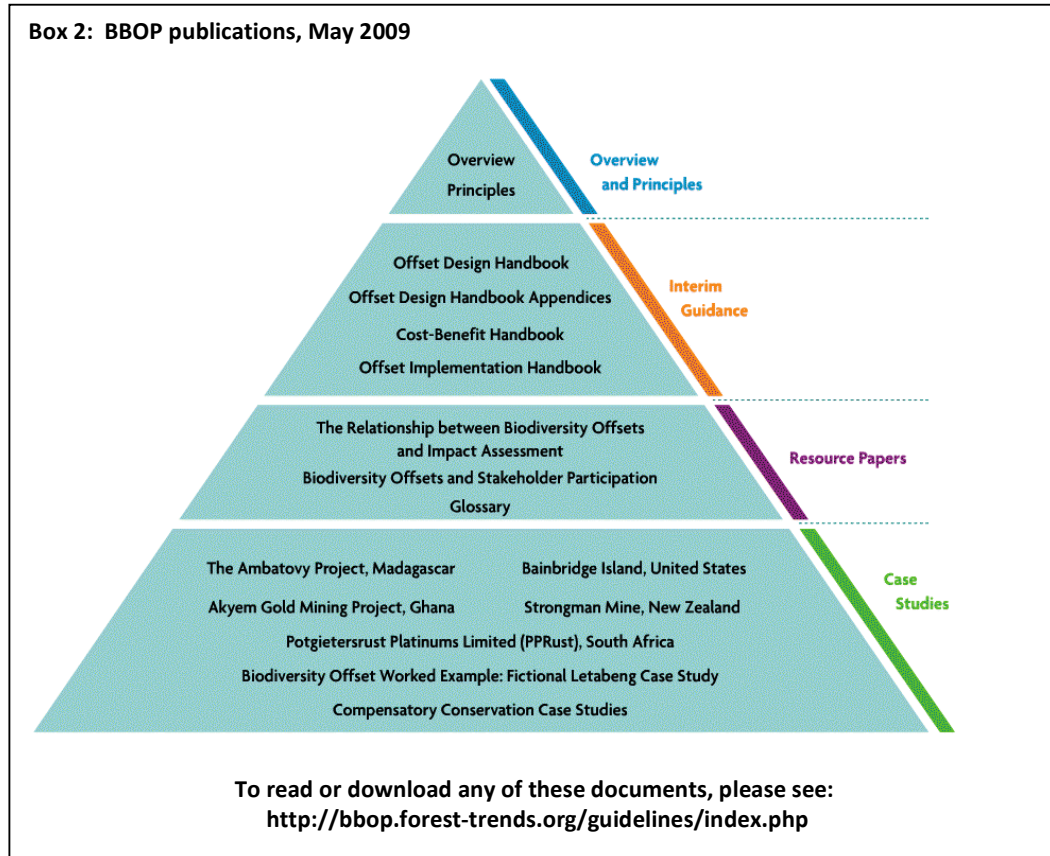 Box 2: BBOP publications, May 2009
Overview
Principles
Overview
and Principles
Offset Design Handbook
Offset Design Handbook Appendices
Cost-Benefit Handbook
Offset Implementation Handbook
Interim
Guidance
The Relationship between Biodiversity Offsets
and Impact Assessment
Biodiversity Offsets and Stakeholder Participation
Glossary
Resource Papers
The Ambatovy Project, Madagascar
Bainbridge Island, United States
Akyem Gold Mining Project, Ghana
Strongman Mine, New Zealand
Potgietersrust Platinums Limited (PPRust), South Africa
Biodiversity Offset Worked Example: Fictional Letabeng Case Study
Compensatory Conservation Case Studies
Case
Studies
To read or download any of these documents, please see:
http://bbop.forest-trends.org/guidelines/index.php